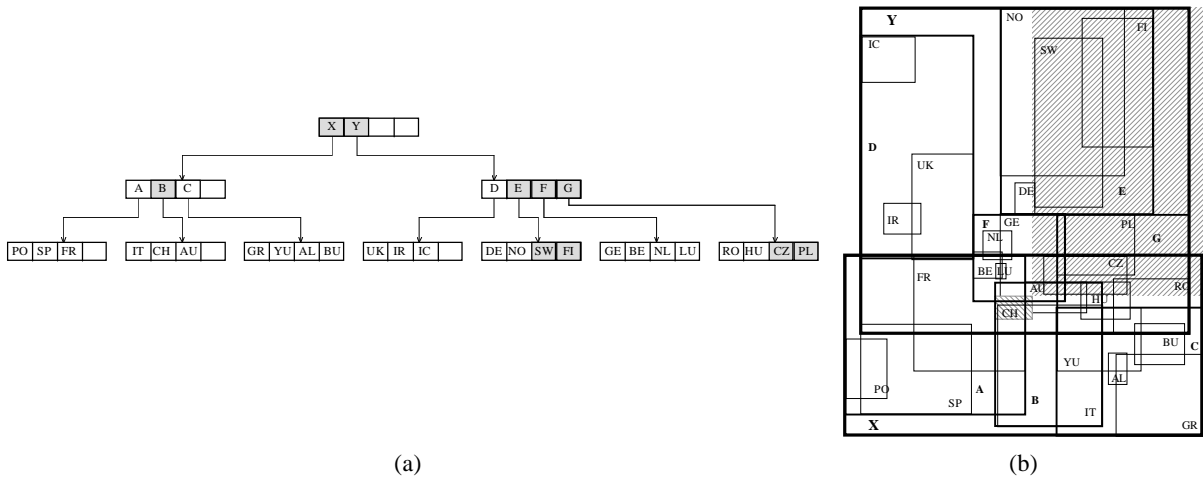 X Y
A B C
D E F G
PO SP FR
IT CH AU
GR YU AL BU
UK IR IC
DE NO SW FI
GE BE NL LU
RO HU CZ PL
(a)
Y
NO
IC
SW
FI
D
UK
DE
E
IR
F
GE
PL
NL
G
CZ
BE
LU
FR
AU
RO
HU
CH
BU
C
YU
AL
PO
A
SP
B
IT
X
GR
(b)